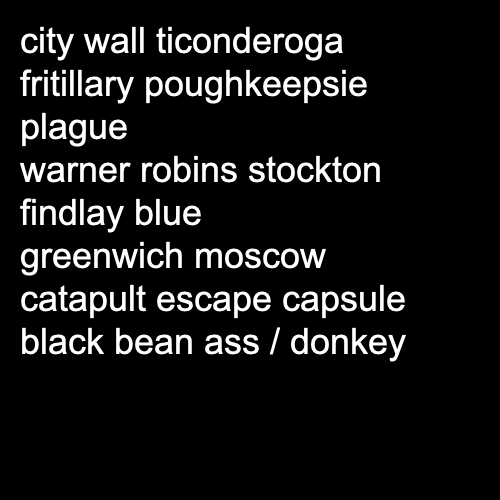 city wall ticonderoga
fritillary poughkeepsie
plague
warner robins stockton
findlay blue
greenwich moscow
catapult escape capsule
black bean ass / donkey